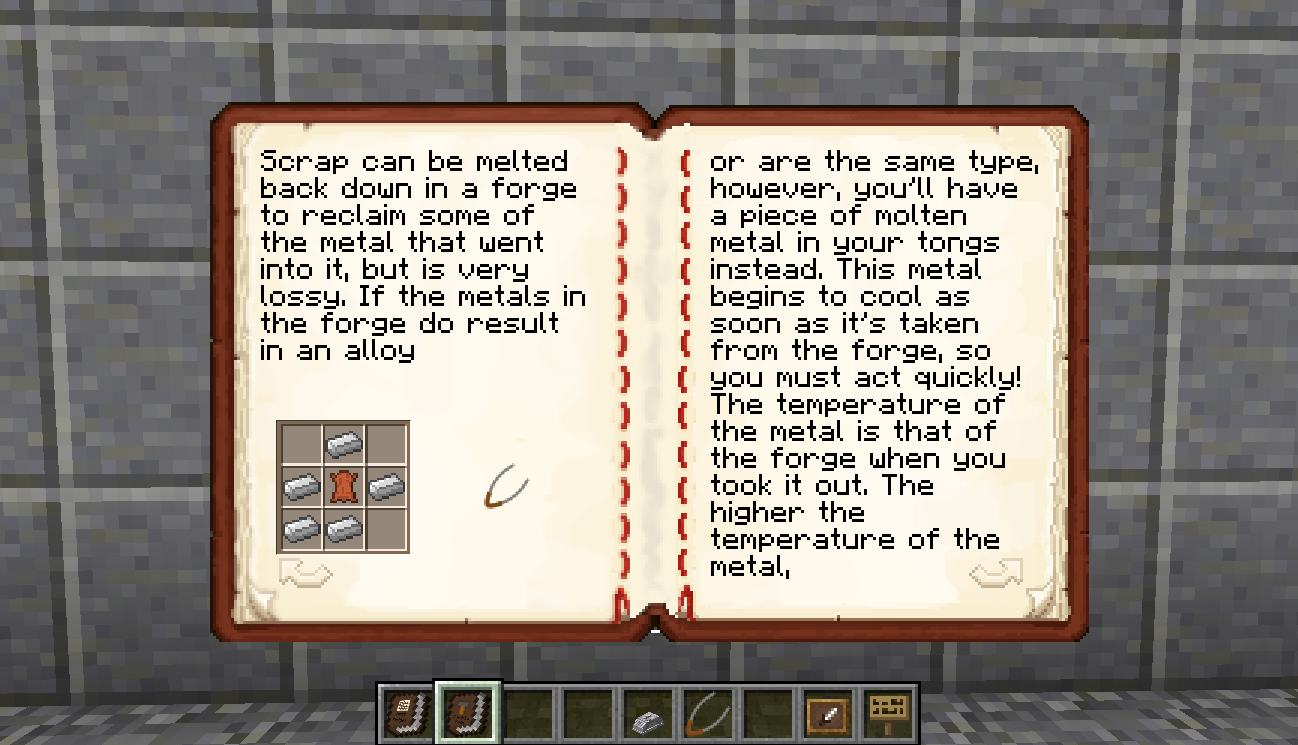 Scrap can be melted
back down in a forge
to reclaim some of
the metal that went
into it, but is very
lossy. If the metals in
the forge do result
in an alloy
or are the same type,
however, you'll have
a piece of molten
metal in your tongs
instead. This metal
begins to cool as
soon as it's taken
from the forge, so
you must act quickly!
The temperature of
the metal is that of
the forge when you
took it out. The
higher the
temperature of the
metal,